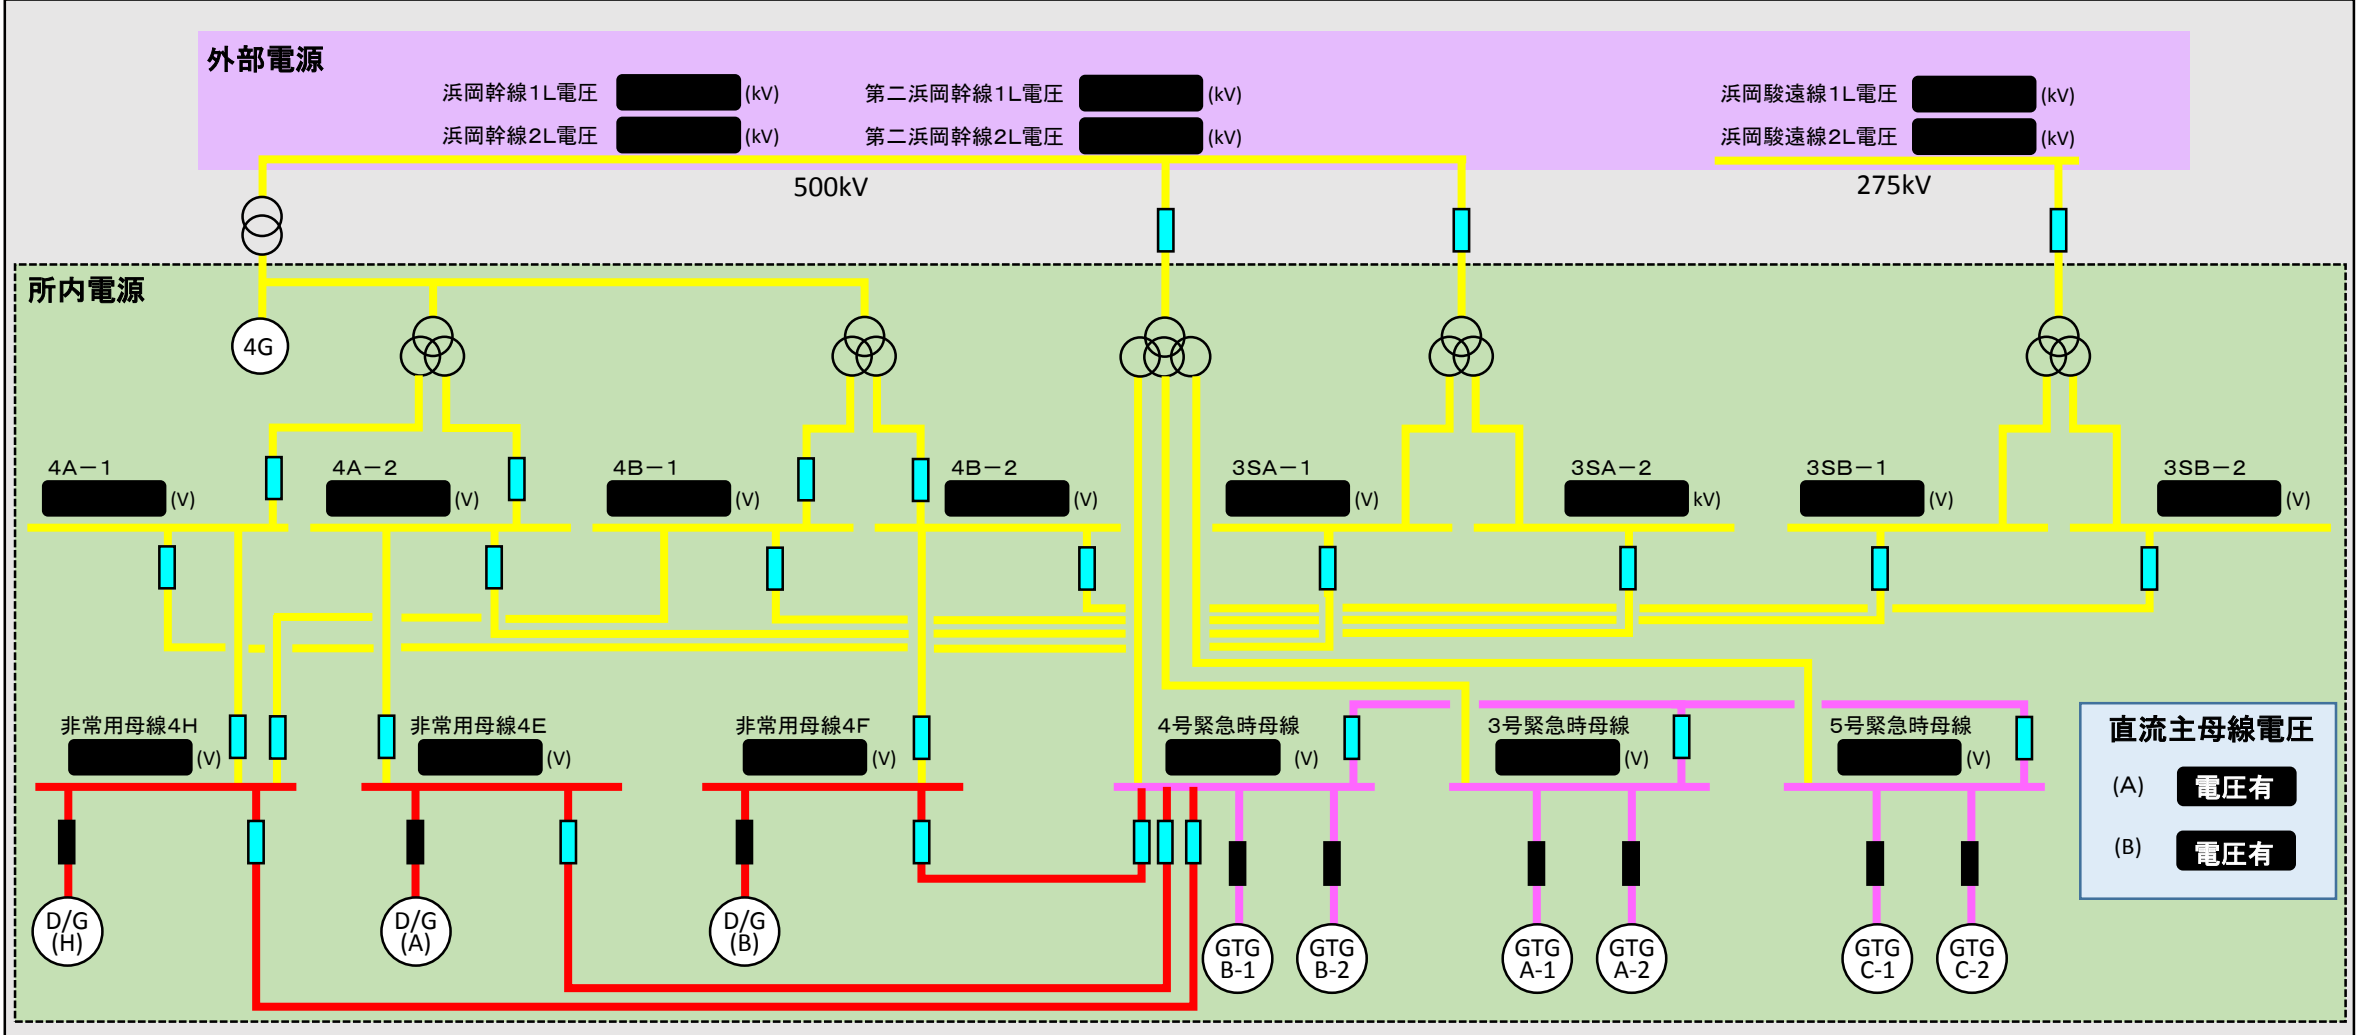 外部電源
浜岡幹線1L電圧 (kV) 第二浜岡幹線1L電圧 (kV) 浜岡駿遠線1L電圧 (kV)
浜岡幹線2L電圧 (kV) 第二浜岡幹線2L電圧 (kV) 浜岡駿遠線2L電圧 (kV)
500kV 275kV
所内電源
4G
4A－1 4A－2 4B－1 4B－2 3SA－1 3SA－2 3SB－1 3SB－2
(V) (V) (V) (V) (V) kV) (V) (V)
非常用母線4H 非常用母線4E 非常用母線4F 4号緊急時母線 3号緊急時母線 5号緊急時母線
(V) (V) (V) (V) (V) (V)
直流主母線電圧
(A) 電圧有
(B) 電圧有
D/G D/G D/G
(H) (A) (B)
GTG GTG GTG GTG GTG GTG
B-1 B-2 A-1 A-2 C-1 C-2